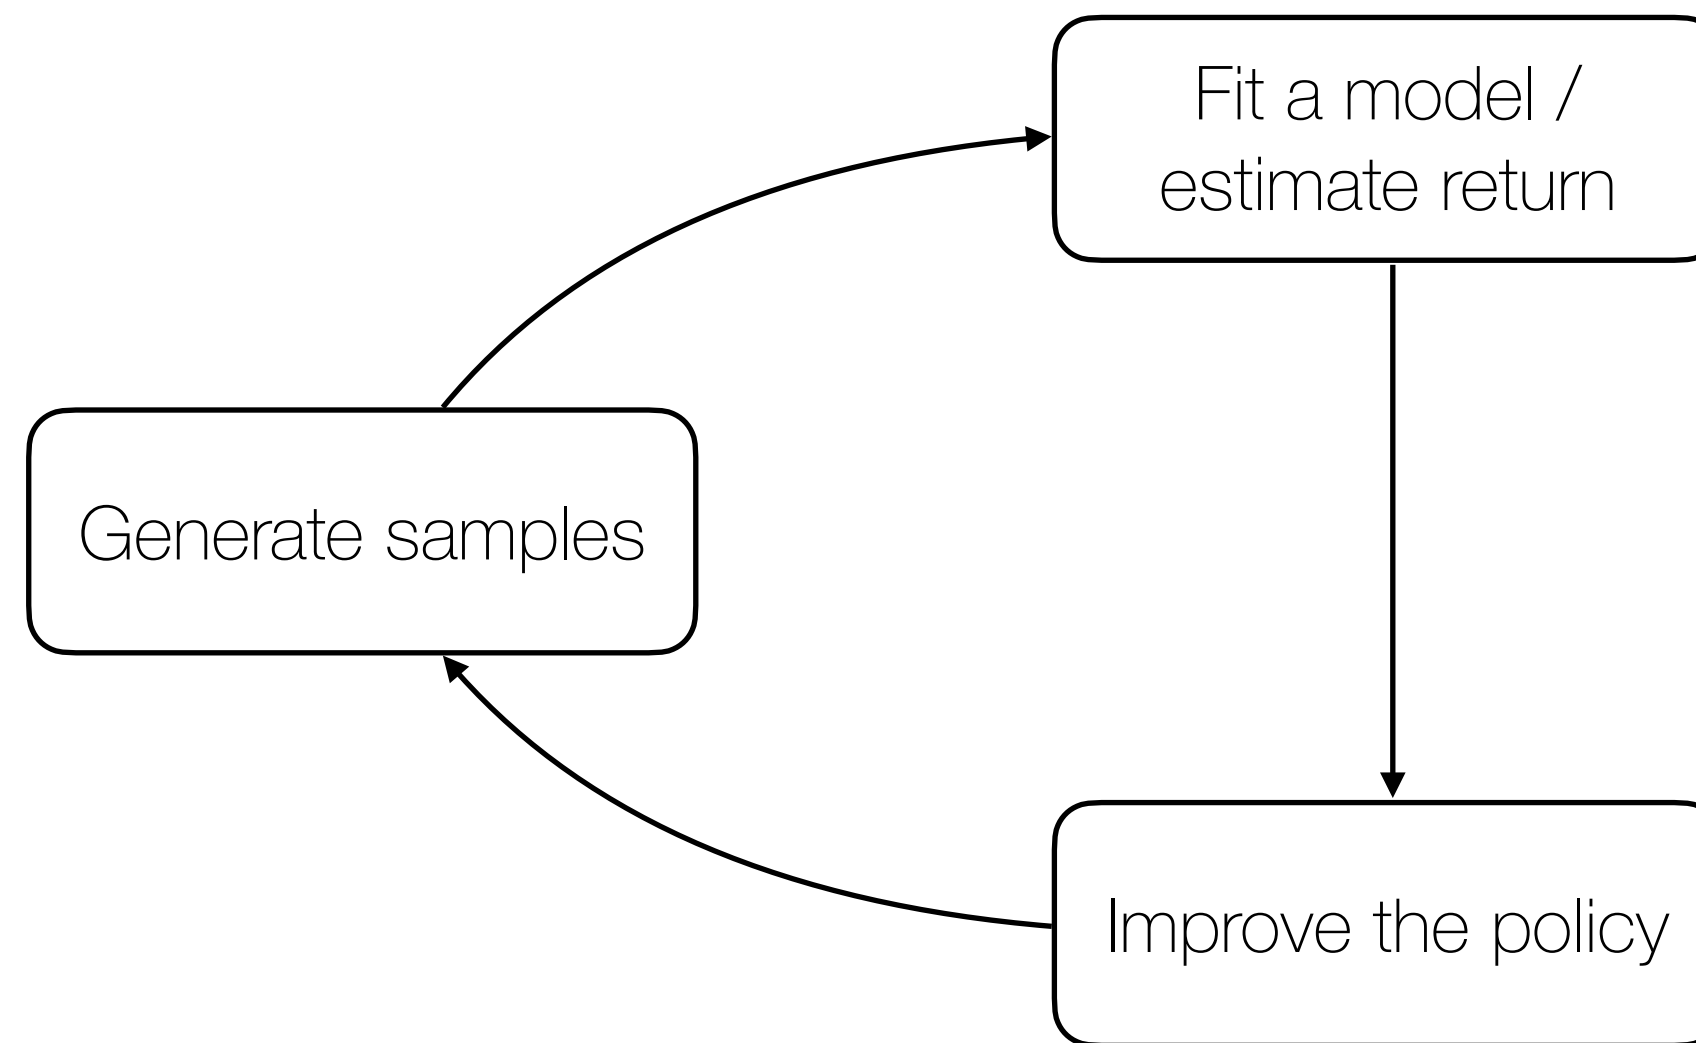 Fit a model /
estimate return
Generate samples
Improve the policy